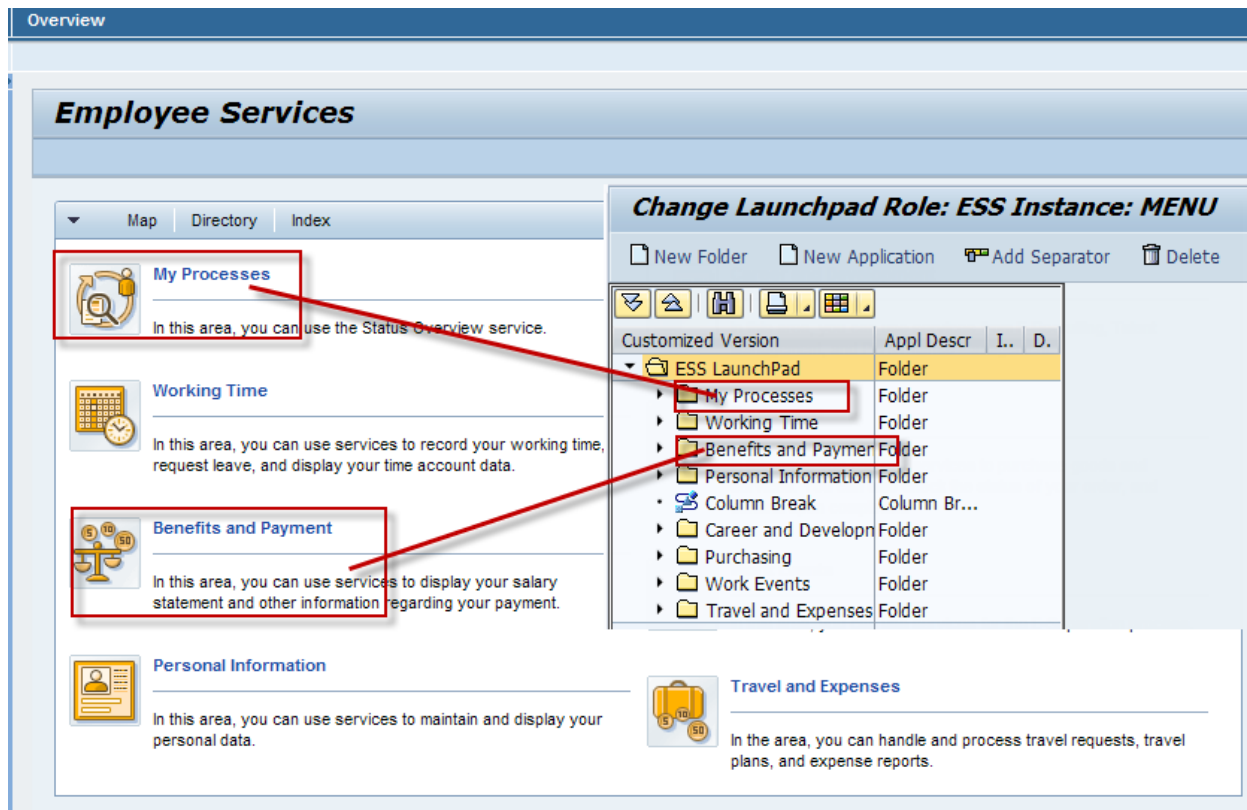 Overview
Employee Services
Map Directory Index
My Processes
In this area, you can use the Status Overview service.
Working Time
In this area, you can use services to record your working time,
request leave, and display your time account data.
Benefits and Payment
In this area, you can use services to display your salary
statement and other information regarding your payment.
Personal Information
In this area, you can use services to maintain and display your
personal data.
Change Launchpad Role: ESS Instance: MENU
New Folder New Application Add Separator Delete
Customized Version Appl Descr I.. D.
ESS LaunchPad Folder
My Processes Folder
Working Time Folder
Benefits and Paymer Folder
Personal Information Folder
Column Break Column Br...
Career and Developn Folder
Purchasing Folder
Work Events Folder
Travel and Expenses Folder
Travel and Expenses
In the area, you can handle and process travel requests, travel
plans, and expense reports.